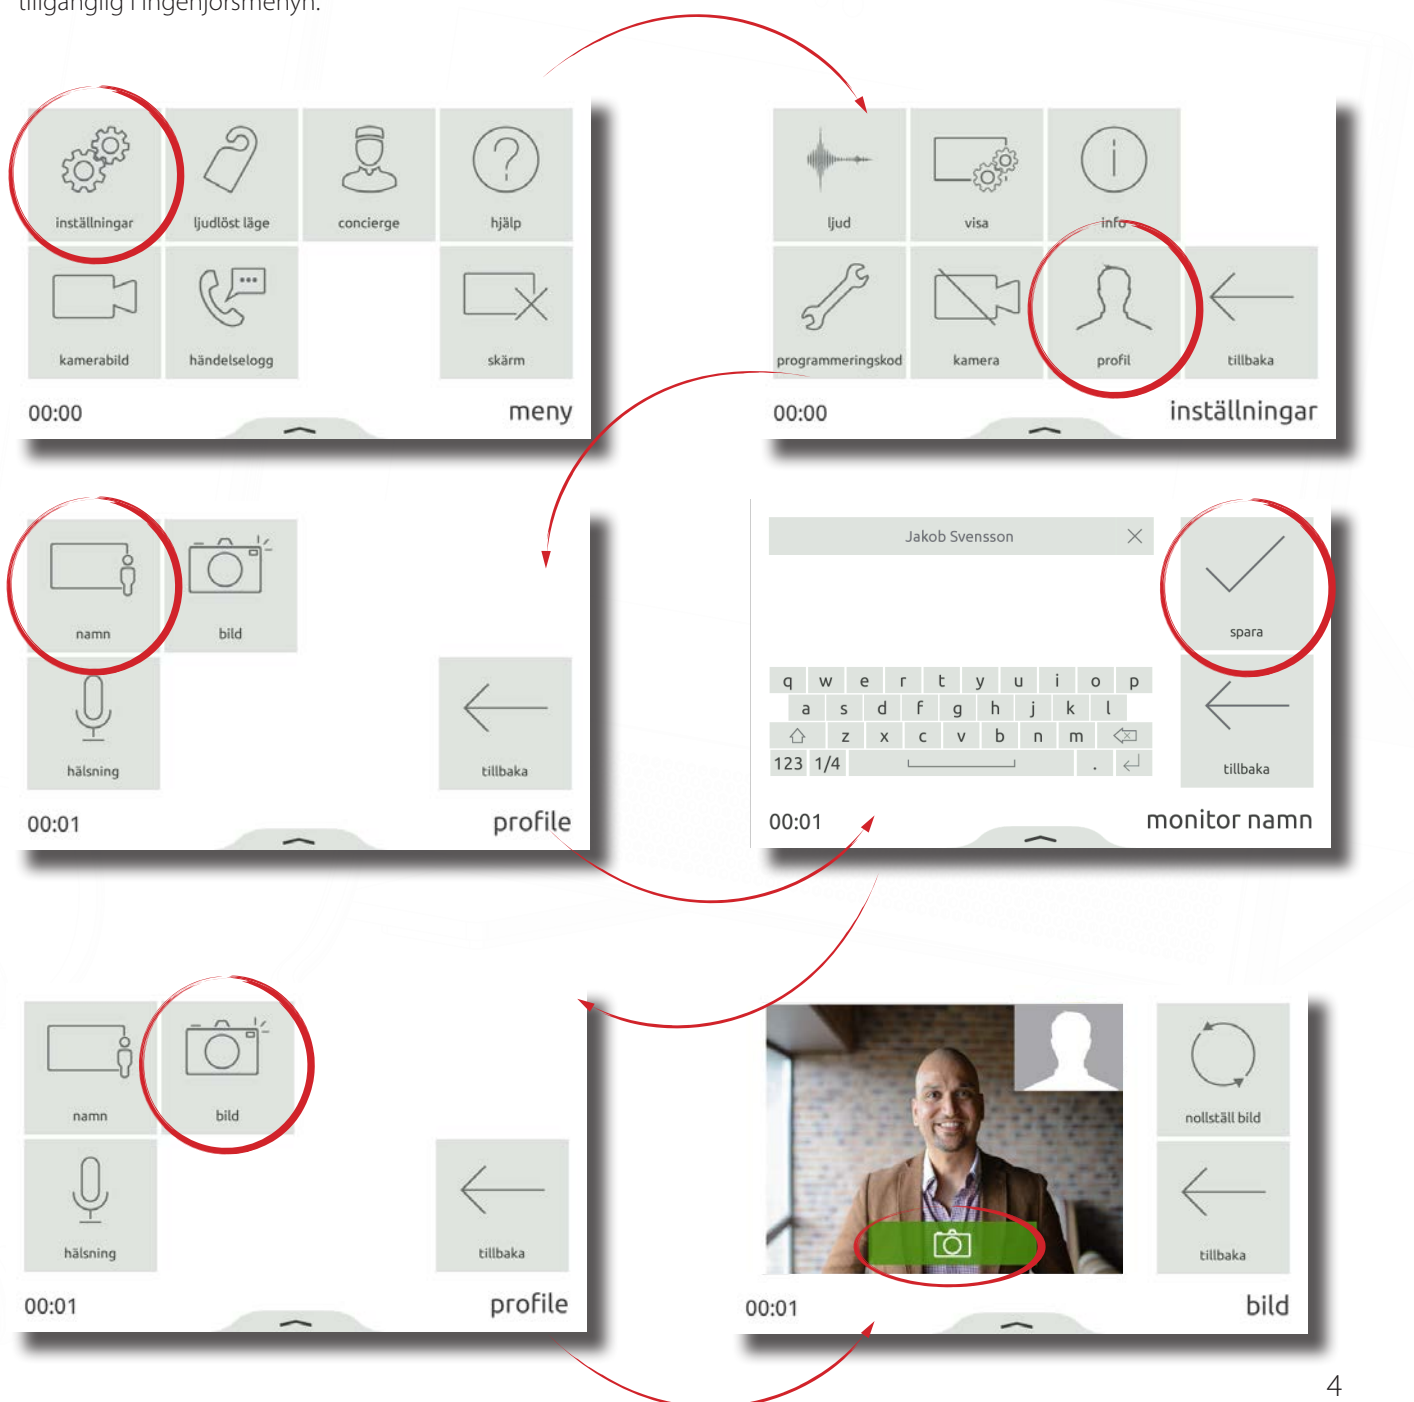 tillgänglig i ingenjörsmenyn.
inställningar
ljudlöst läge
concierge
hjälp
kamerabild
händelselogg
skärm
00:00
meny
ljud
visa
info
programmeringskod
kamera
profil
tillbaka
00:00
inställningar
namn
bild
hälsning
tillbaka
00:01
profile
Jakob Svensson
spara
q w e r t y u i o p
a s d f g h j k l
z x c v b n m
123 1/4 .
tillbaka
00:01
monitor namn
namn
bild
hälsning
tillbaka
00:01
profile
nollställ bild
tillbaka
00:01
bild
4